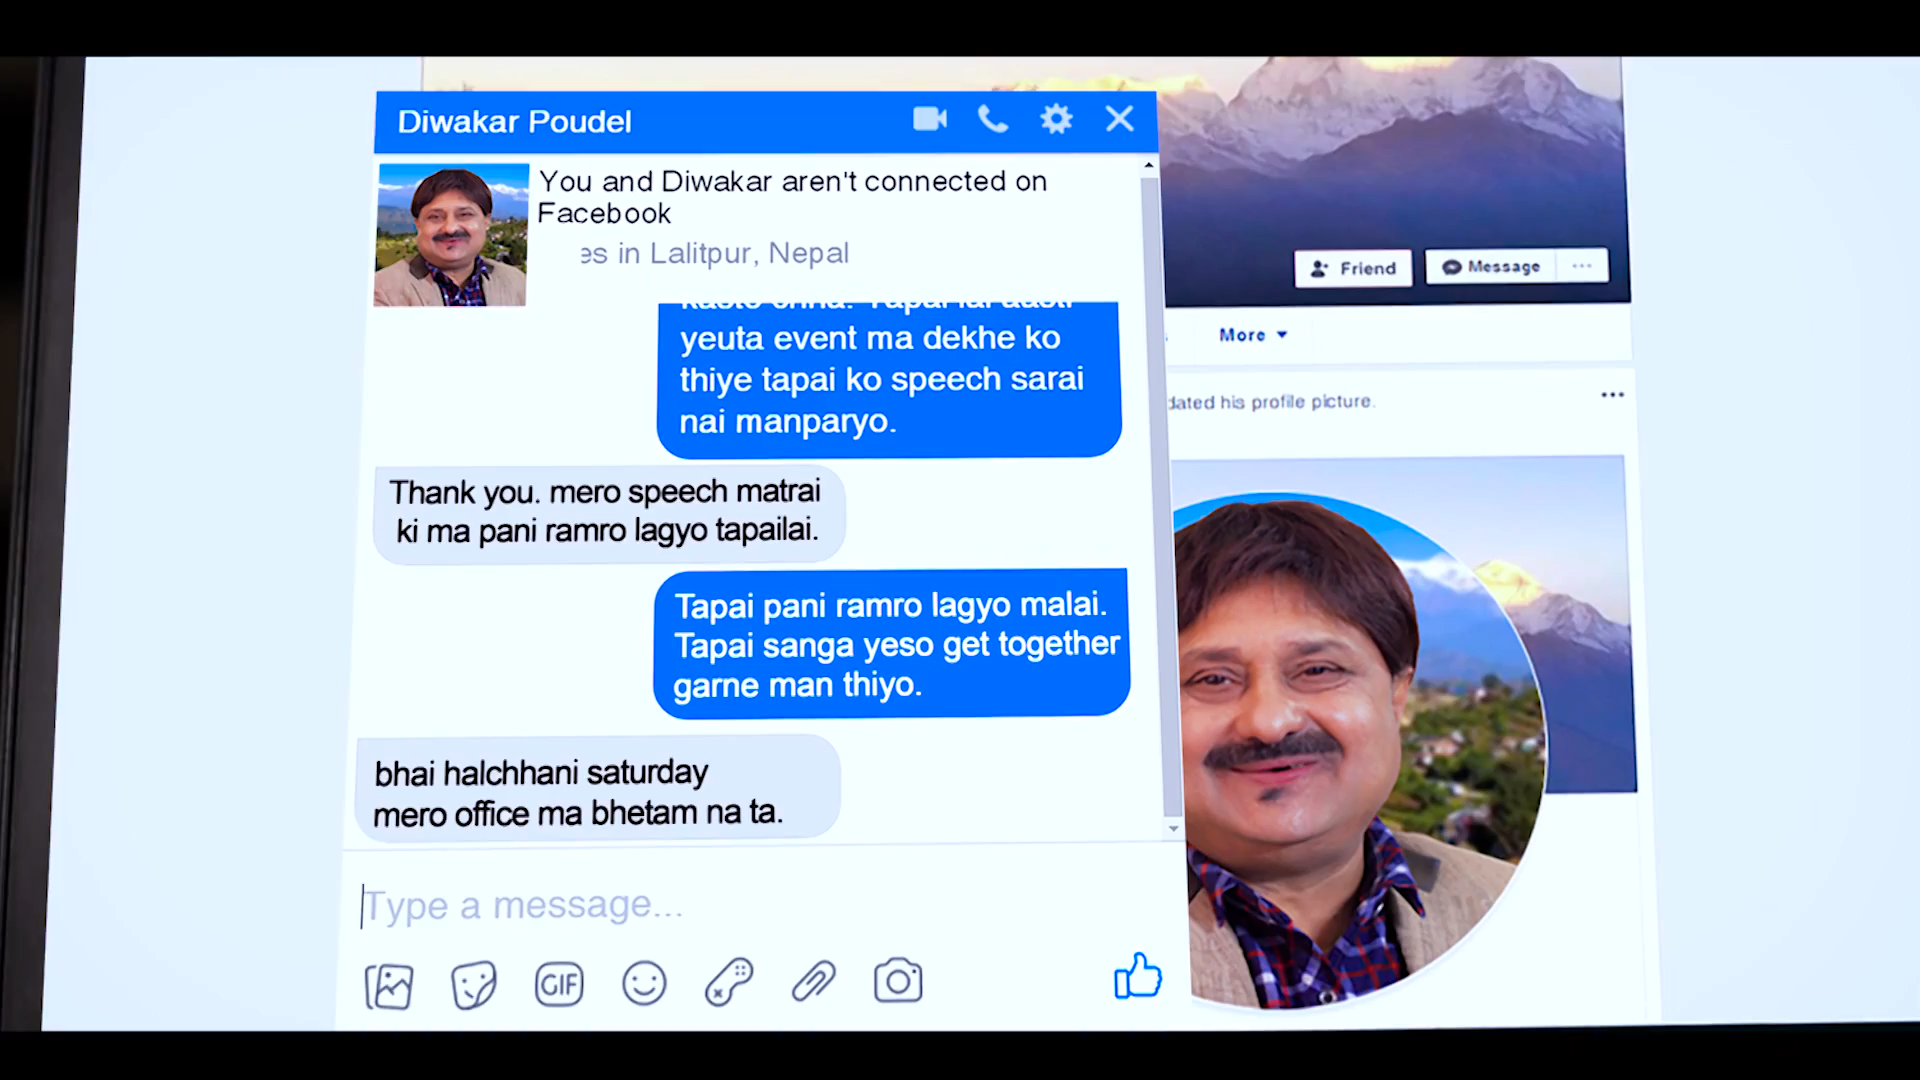 Diwakar Poudel
You and Diwakar aren't connected on
Facebook
in Lalitpur, Nepal
yeuta event ma dekhe ko
thiye tapai ko speech sarai
nai manparyo.
Thank you. mero speech matrai
ki ma pani ramro lagyo tapailai.
Tapai pani ramro lagyo malai.
Tapai sanga yeso get together
garne man thiyo.
bhai halchhani saturday
mero office ma bhetam na ta.
Type a message...
GIF
Friend
Message
More
his profile picture.